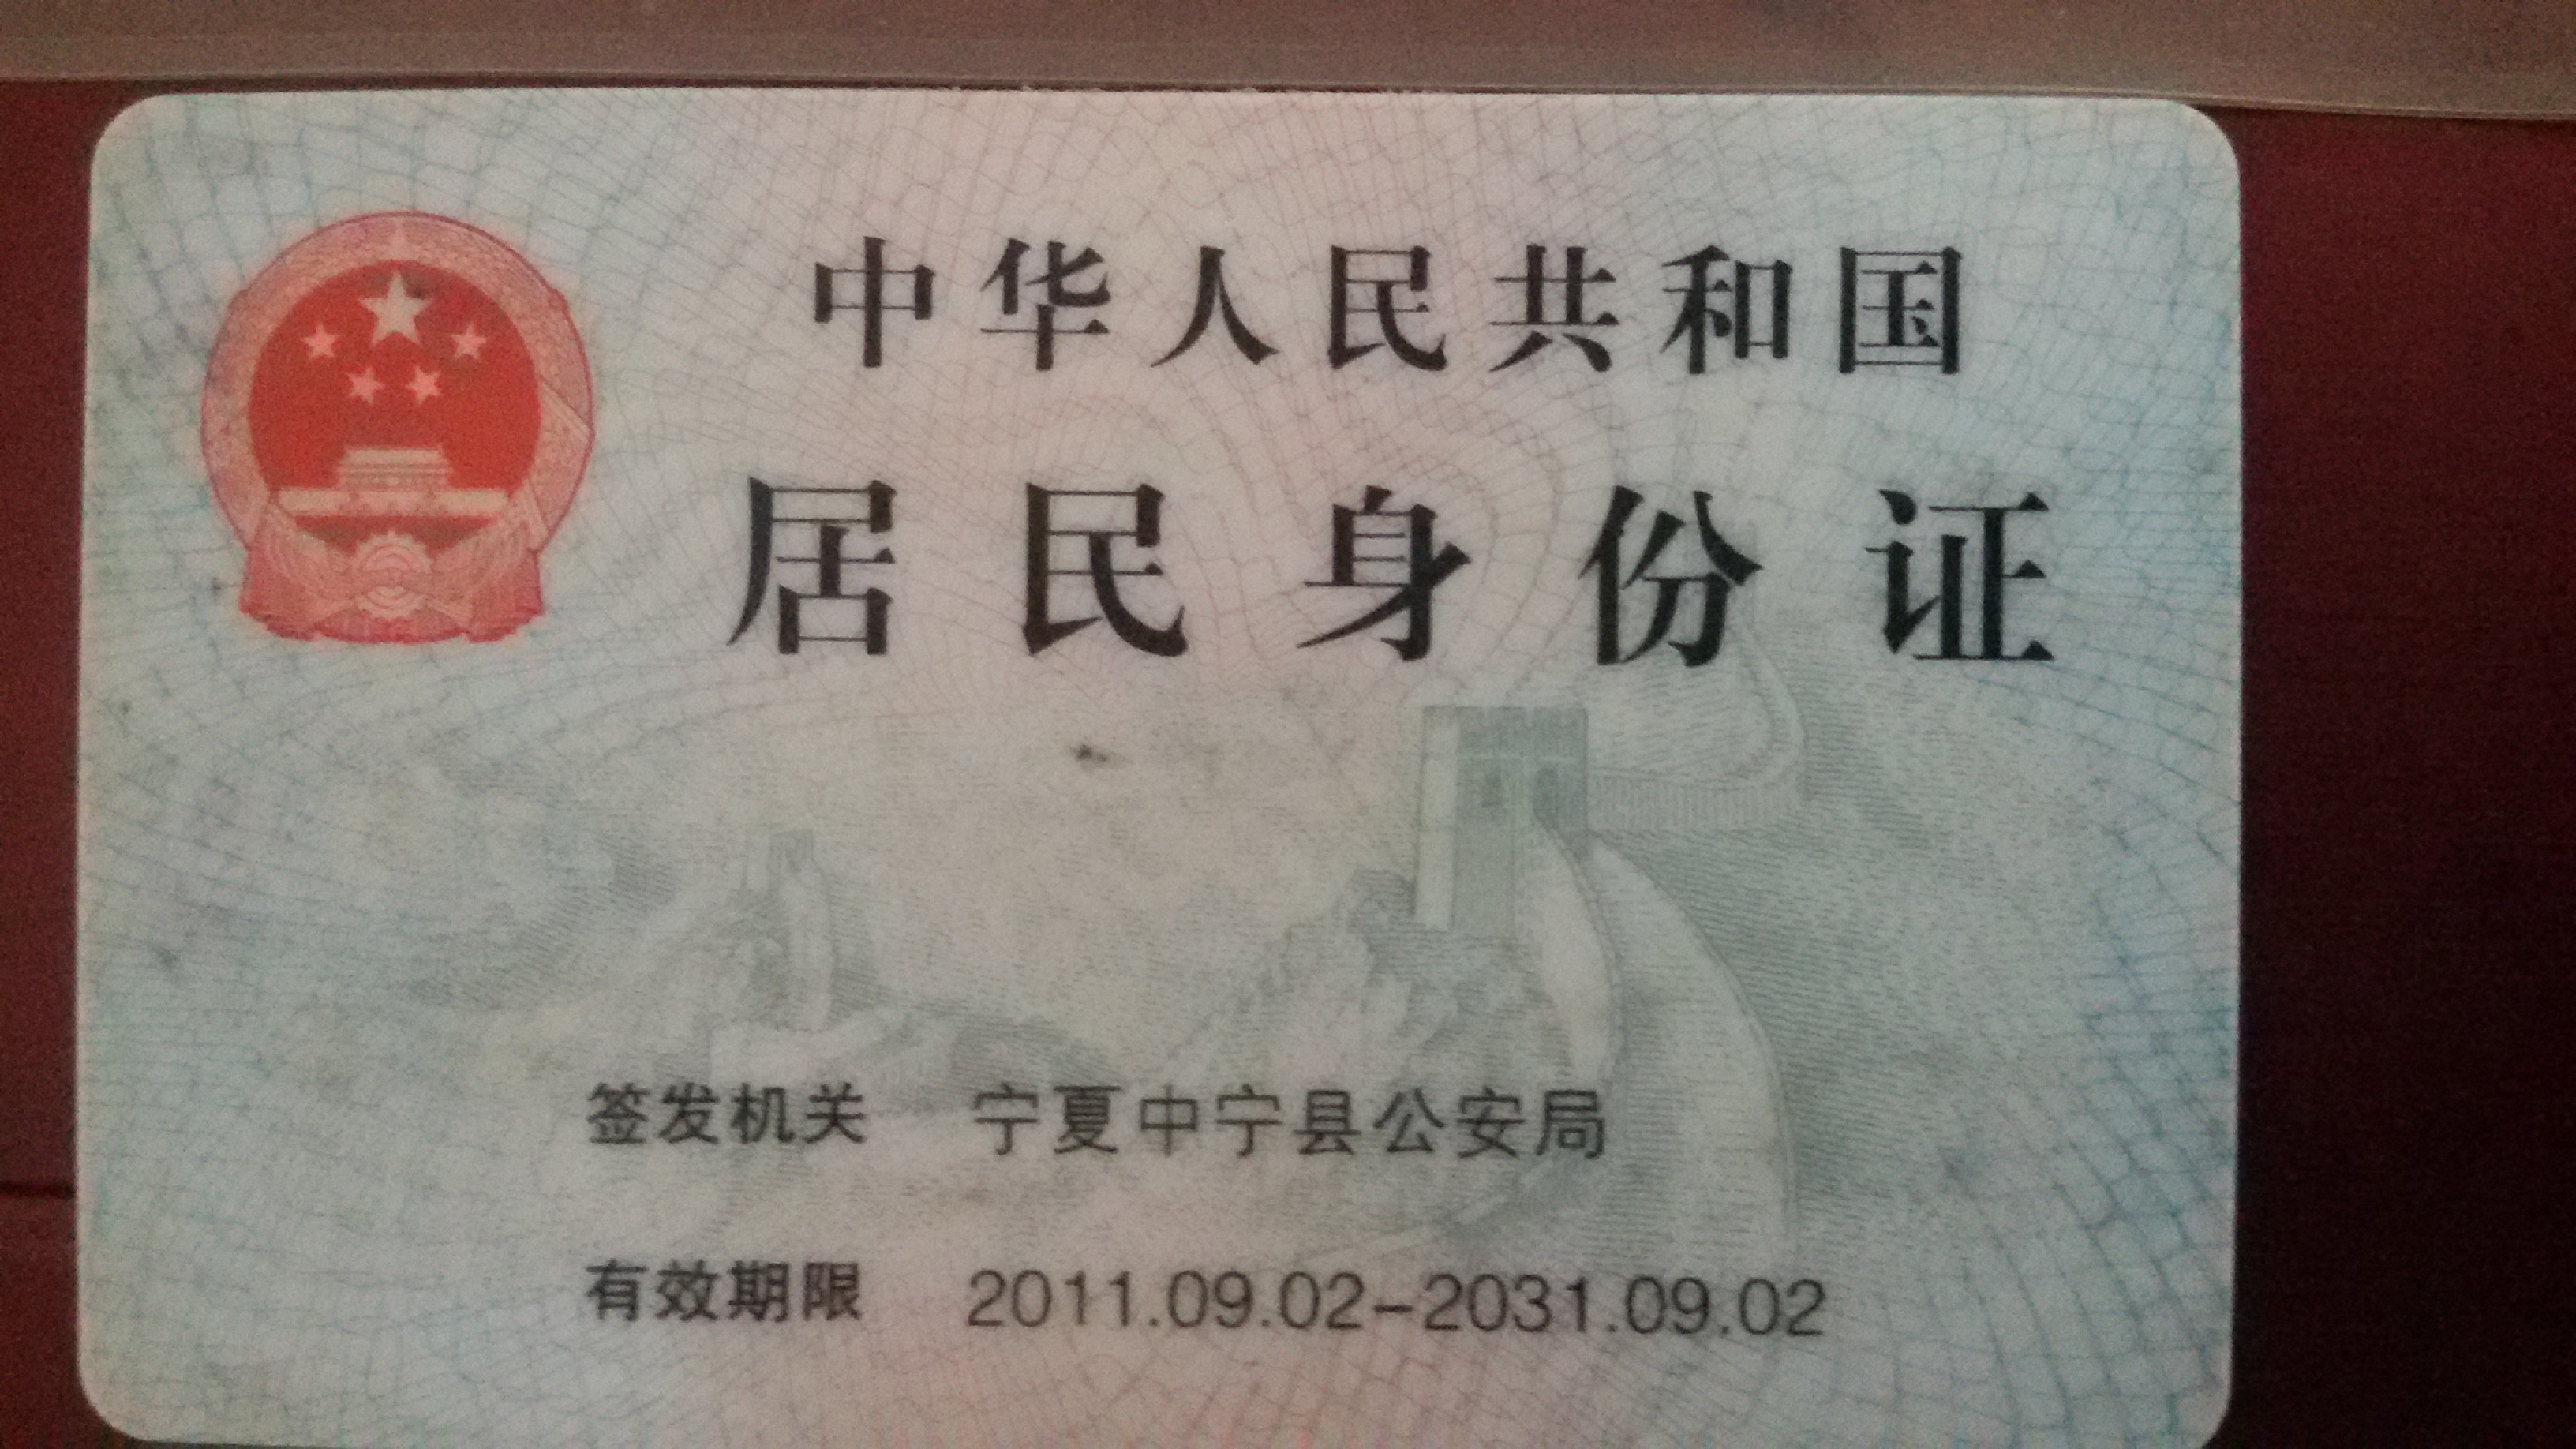 中华人民共和国
居民身份证
签发机关 宁夏中宁县公安局
有效期限 2011.09.02-2031.09.02